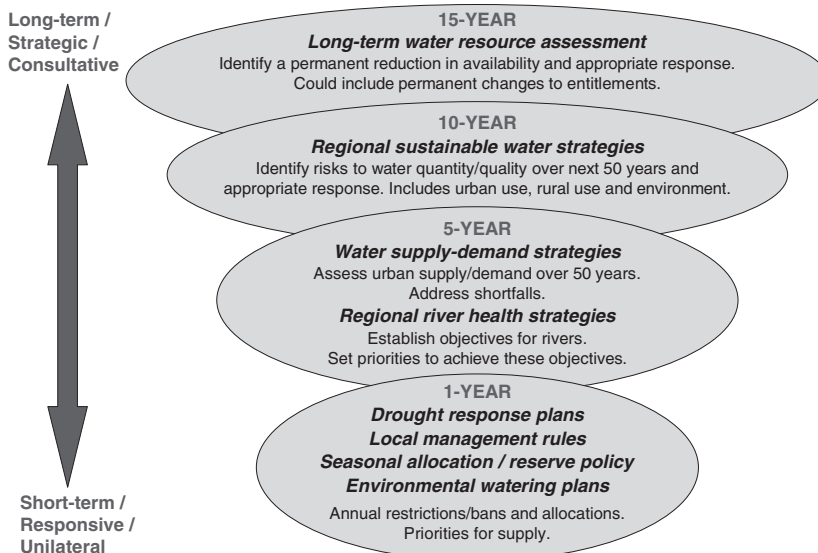 Long-term /
Strategic /
Consultative
15-YEAR
Long-term water resource assessment
Identify a permanent reduction in availability and appropriate response.
Could include permanent changes to entitlements.
10-YEAR
Regional sustainable water strategies
Identify risks to water quantity/quality over next 50 years and
appropriate response. Includes urban use, rural use and environment.
5-YEAR
Water supply-demand strategies
Assess urban supply/demand over 50 years.
Address shortfalls.
Regional river health strategies
Establish objectives for rivers.
Set priorities to achieve these objectives.
1-YEAR
Drought response plans
Local management rules
Seasonal allocation / reserve policy
Environmental watering plans
Annual restrictions/bans and allocations.
Priorities for supply.
Short-term /
Responsive /
Unilateral